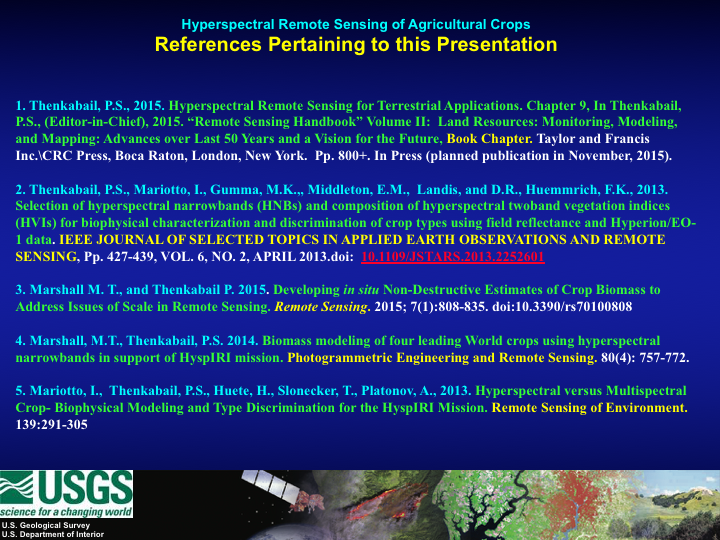 Hyperspectral Remote Sensing of Agricultural Crops
References Pertaining to this Presentation
1. Thenkabail, P.S., 2015. Hyperspectral Remote Sensing for Terrestrial Applications. Chapter 9, In Thenkabail,
P.S., (Editor-in-Chief), 2015. “Remote Sensing Handbook” Volume II:  Land Resources: Monitoring, Modeling,
and Mapping: Advances over Last 50 Years and a Vision for the Future, Book Chapter. Taylor and Francis
Inc.\CRC Press, Boca Raton, London, New York.  Pp. 800+. In Press (planned publication in November, 2015).
2. Thenkabail, P.S., Mariotto, I., Gumma, M.K.,, Middleton, E.M.,  Landis, and D.R., Huemmrich, F.K., 2013.
Selection of hyperspectral narrowbands (HNBs) and composition of hyperspectral twoband vegetation indices
(HVIs) for biophysical characterization and discrimination of crop types using field reflectance and Hyperion/EO-
1 data. IEEE JOURNAL OF SELECTED TOPICS IN APPLIED EARTH OBSERVATIONS AND REMOTE
SENSING, Pp. 427-439, VOL. 6, NO. 2, APRIL 2013.doi:  10.1109/JSTARS.2013.2252601
3. Marshall M. T., and Thenkabail P. 2015. Developing in situ Non-Destructive Estimates of Crop Biomass to
Address Issues of Scale in Remote Sensing. Remote Sensing. 2015; 7(1):808-835. doi:10.3390/rs70100808
4. Marshall, M.T., Thenkabail, P.S. 2014. Biomass modeling of four leading World crops using hyperspectral
narrowbands in support of HyspIRI mission. Photogrammetric Engineering and Remote Sensing. 80(4): 757-772.
5. Mariotto, I.,  Thenkabail, P.S., Huete, H., Slonecker, T., Platonov, A., 2013. Hyperspectral versus Multispectral
Crop- Biophysical Modeling and Type Discrimination for the HyspIRI Mission. Remote Sensing of Environment.
139:291-305
USGS
science for a changing world
U.S. Geological Survey
U.S. Department of Interior